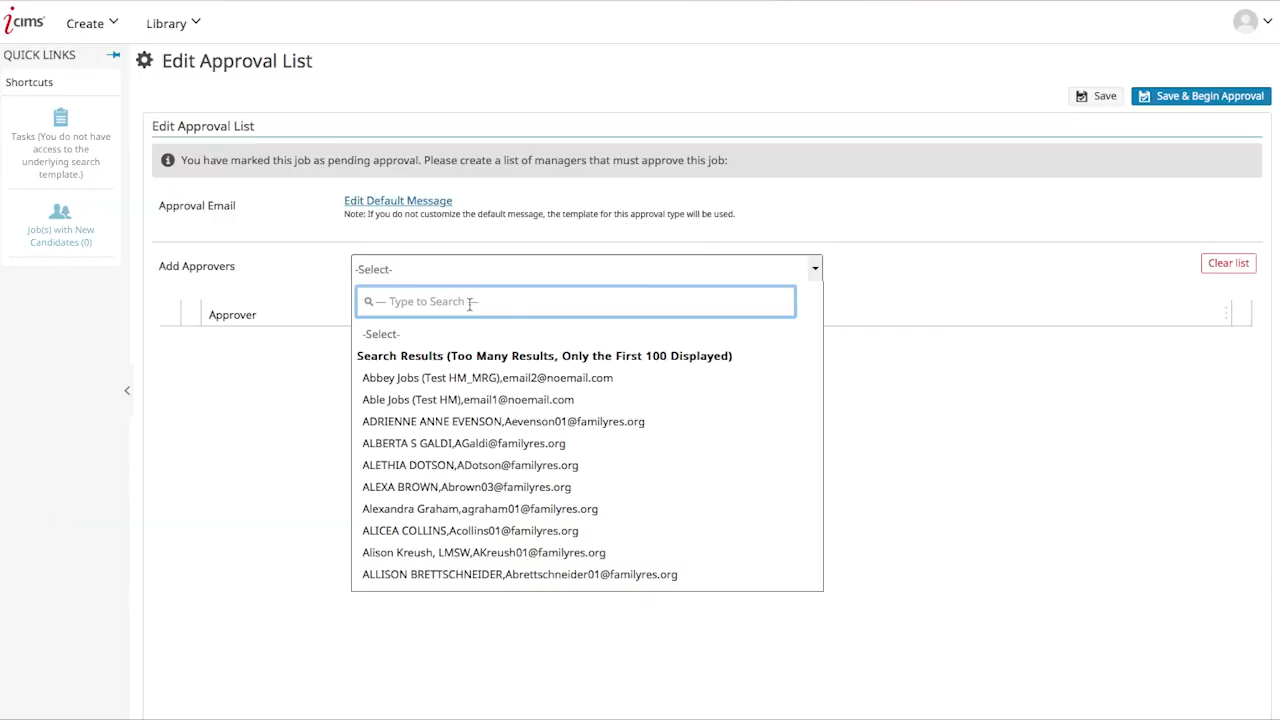 iCIMS
Create
Library
QUICK LINKS
Shortcuts
Tasks (You do not have
access to the
underlying search
template.)
Job(s) with New
Candidates (0)
Edit Approval List
Save
Save & Begin Approval
Edit Approval List
You have marked this job as pending approval. Please create a list of managers that must approve this job:
Approval Email
Edit Default Message
Note: If you do not customize the default message, the template for this approval type will be used.
Add Approvers
-Select-
Clear list
— Type to Search —
Approver
-Select-
Search Results (Too Many Results, Only the First 100 Displayed)
Abbey Jobs (Test HM_MRG),email2@noemail.com
Able Jobs (Test HM),email1@noemail.com
ADRIENNE ANNE EVENSON,Aevenson01@familyres.org
ALBERTA S GALDI,AGaldi@familyres.org
ALETHIA DOTSON,ADotson@familyres.org
ALEXA BROWN,Abrown03@familyres.org
Alexandra Graham,agraham01@familyres.org
ALICEA COLLINS,Acollins01@familyres.org
Alison Kreush, LMSW,AKreush01@familyres.org
ALLISON BRETTSCHNEIDER,Abrettschneider01@familyres.org